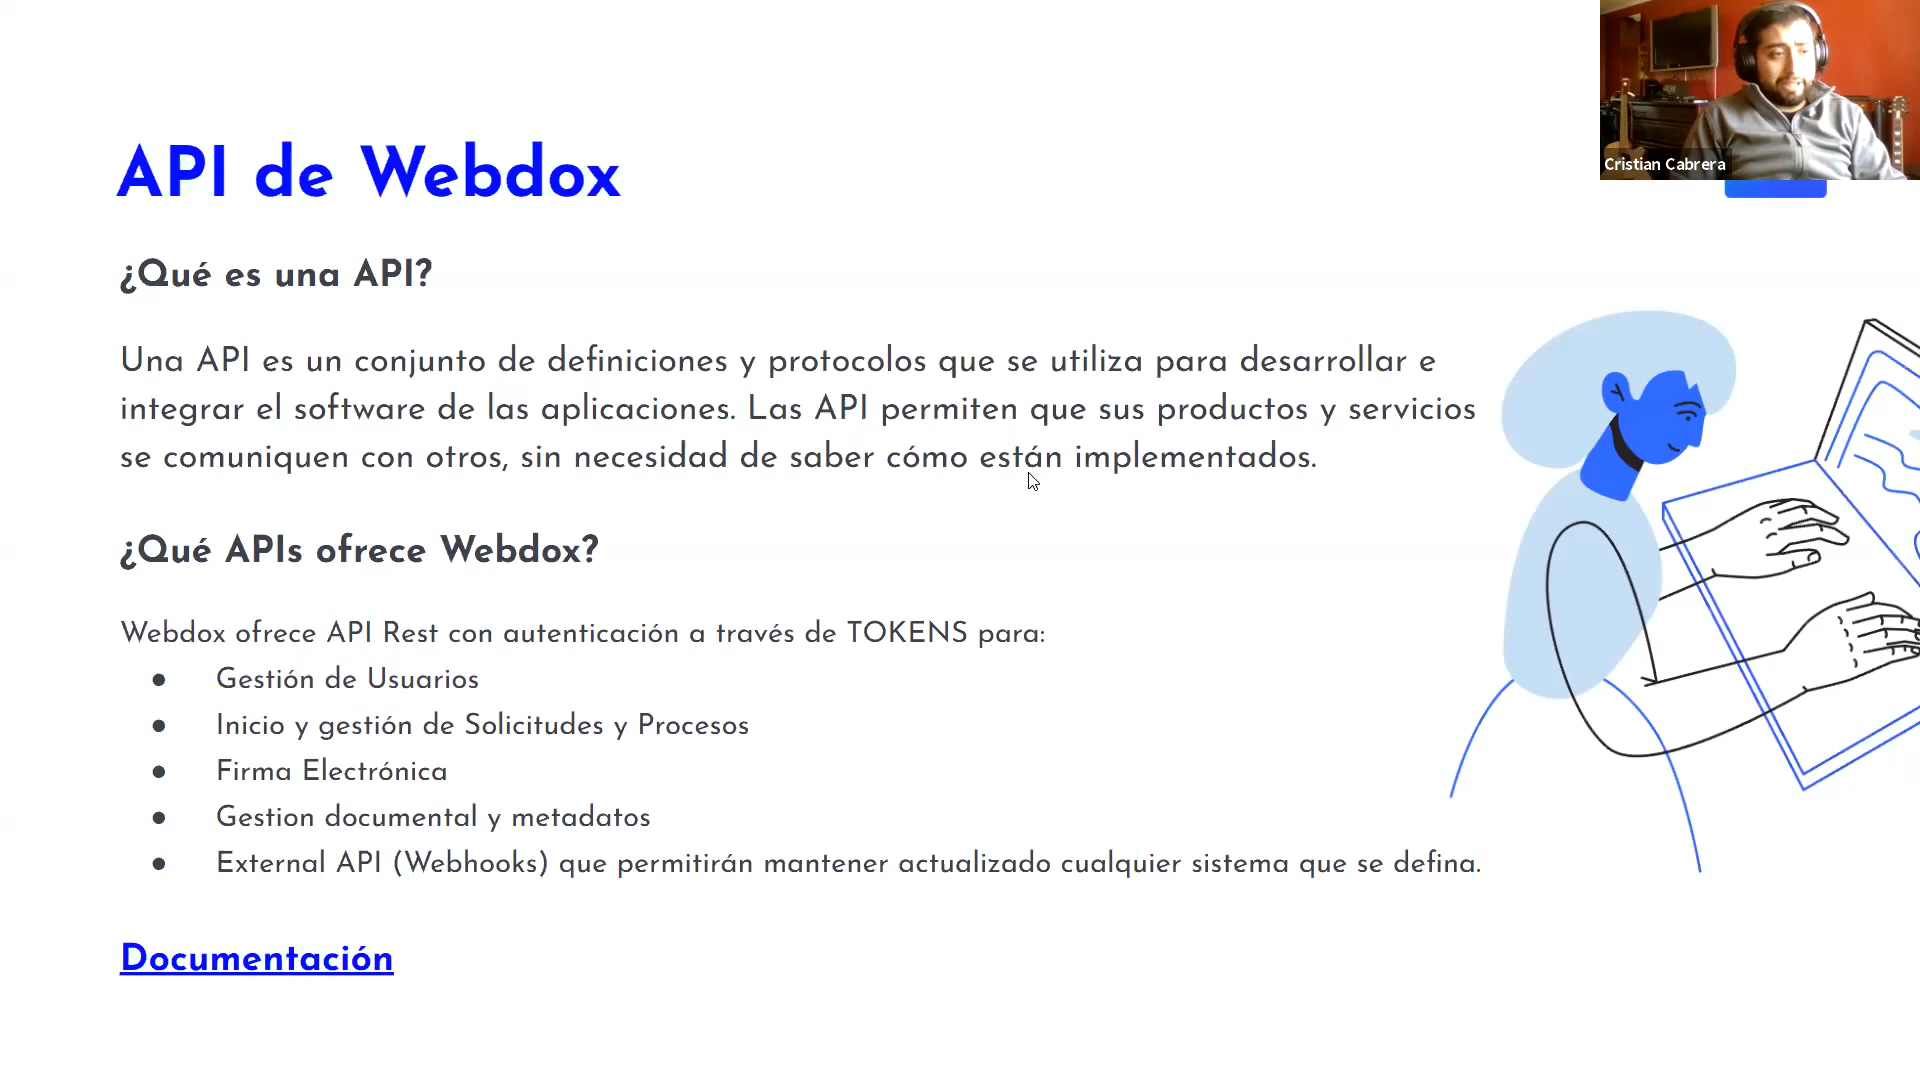 Cristian Cabrera
API de Webdox
¿Qué es una API?
Una API es un conjunto de definiciones y protocolos que se utiliza para desarrollar e
integrar el software de las aplicaciones. Las API permiten que sus productos y servicios
se comuniquen con otros, sin necesidad de saber cómo están implementados.
¿Qué APIs ofrece Webdox?
Webdox ofrece API Rest con autenticación a través de TOKENS para:
● Gestión de Usuarios
● Inicio y gestión de Solicitudes y Procesos
● Firma Electrónica
● Gestion documental y metadatos
● External API (Webhooks) que permitirán mantener actualizado cualquier sistema que se defina.
Documentación